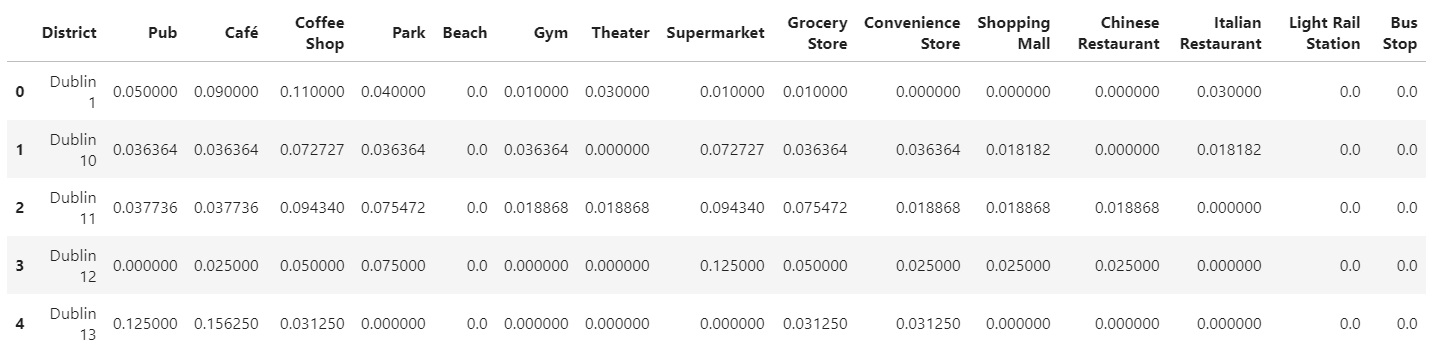 District Pub Café Coffee Shop Park Beach Gym Theater Supermarket Grocery Store Convenience Store Shopping Mall Chinese Restaurant Italian Restaurant Light Rail Station Bus Stop
0 Dublin 1 0.050000 0.090000 0.110000 0.040000 0.0 0.010000 0.030000 0.010000 0.010000 0.000000 0.000000 0.000000 0.030000 0.0 0.0
1 Dublin 10 0.036364 0.036364 0.072727 0.036364 0.0 0.036364 0.000000 0.072727 0.036364 0.036364 0.018182 0.000000 0.018182 0.0 0.0
2 Dublin 11 0.037736 0.037736 0.094340 0.075472 0.0 0.018868 0.018868 0.094340 0.075472 0.018868 0.018868 0.018868 0.000000 0.0 0.0
3 Dublin 12 0.000000 0.025000 0.050000 0.075000 0.0 0.000000 0.000000 0.125000 0.050000 0.025000 0.025000 0.025000 0.000000 0.0 0.0
4 Dublin 13 0.125000 0.156250 0.031250 0.000000 0.0 0.000000 0.000000 0.000000 0.031250 0.031250 0.000000 0.000000 0.000000 0.0 0.0